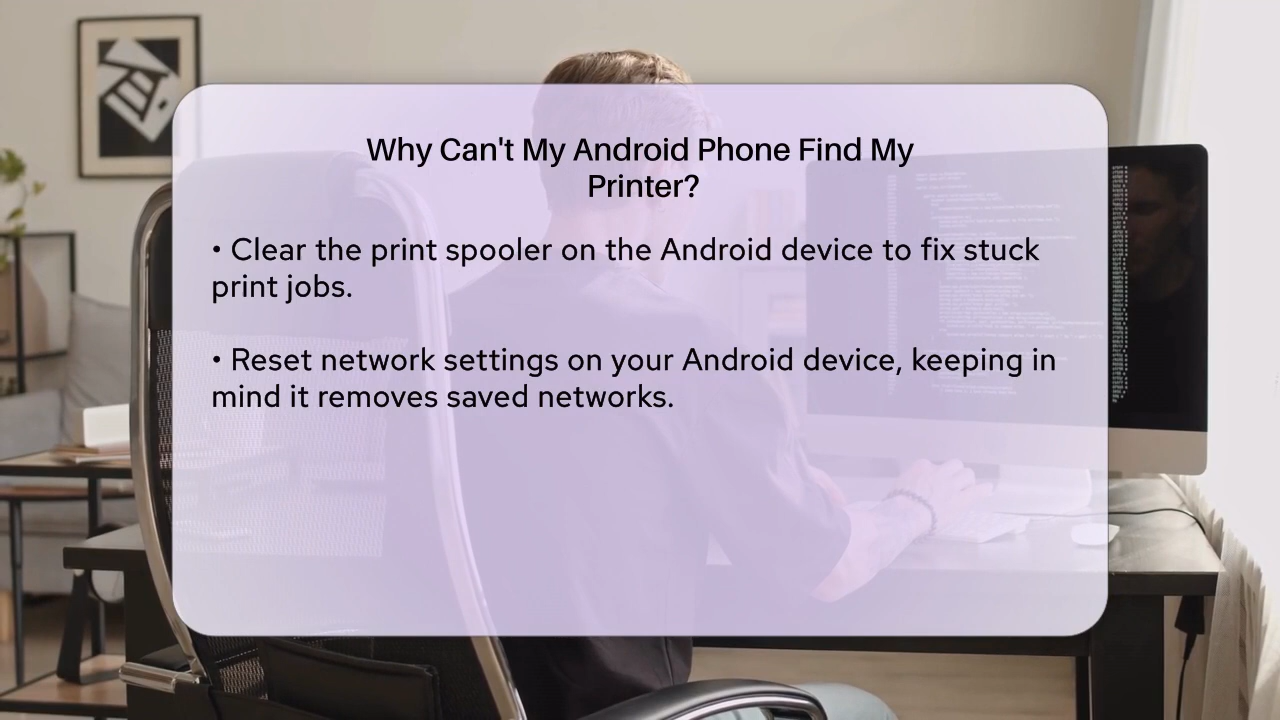 Why Can't My Android Phone Find My
Printer?
• Clear the print spooler on the Android device to fix stuck
print jobs.
• Reset network settings on your Android device, keeping in
mind it removes saved networks.